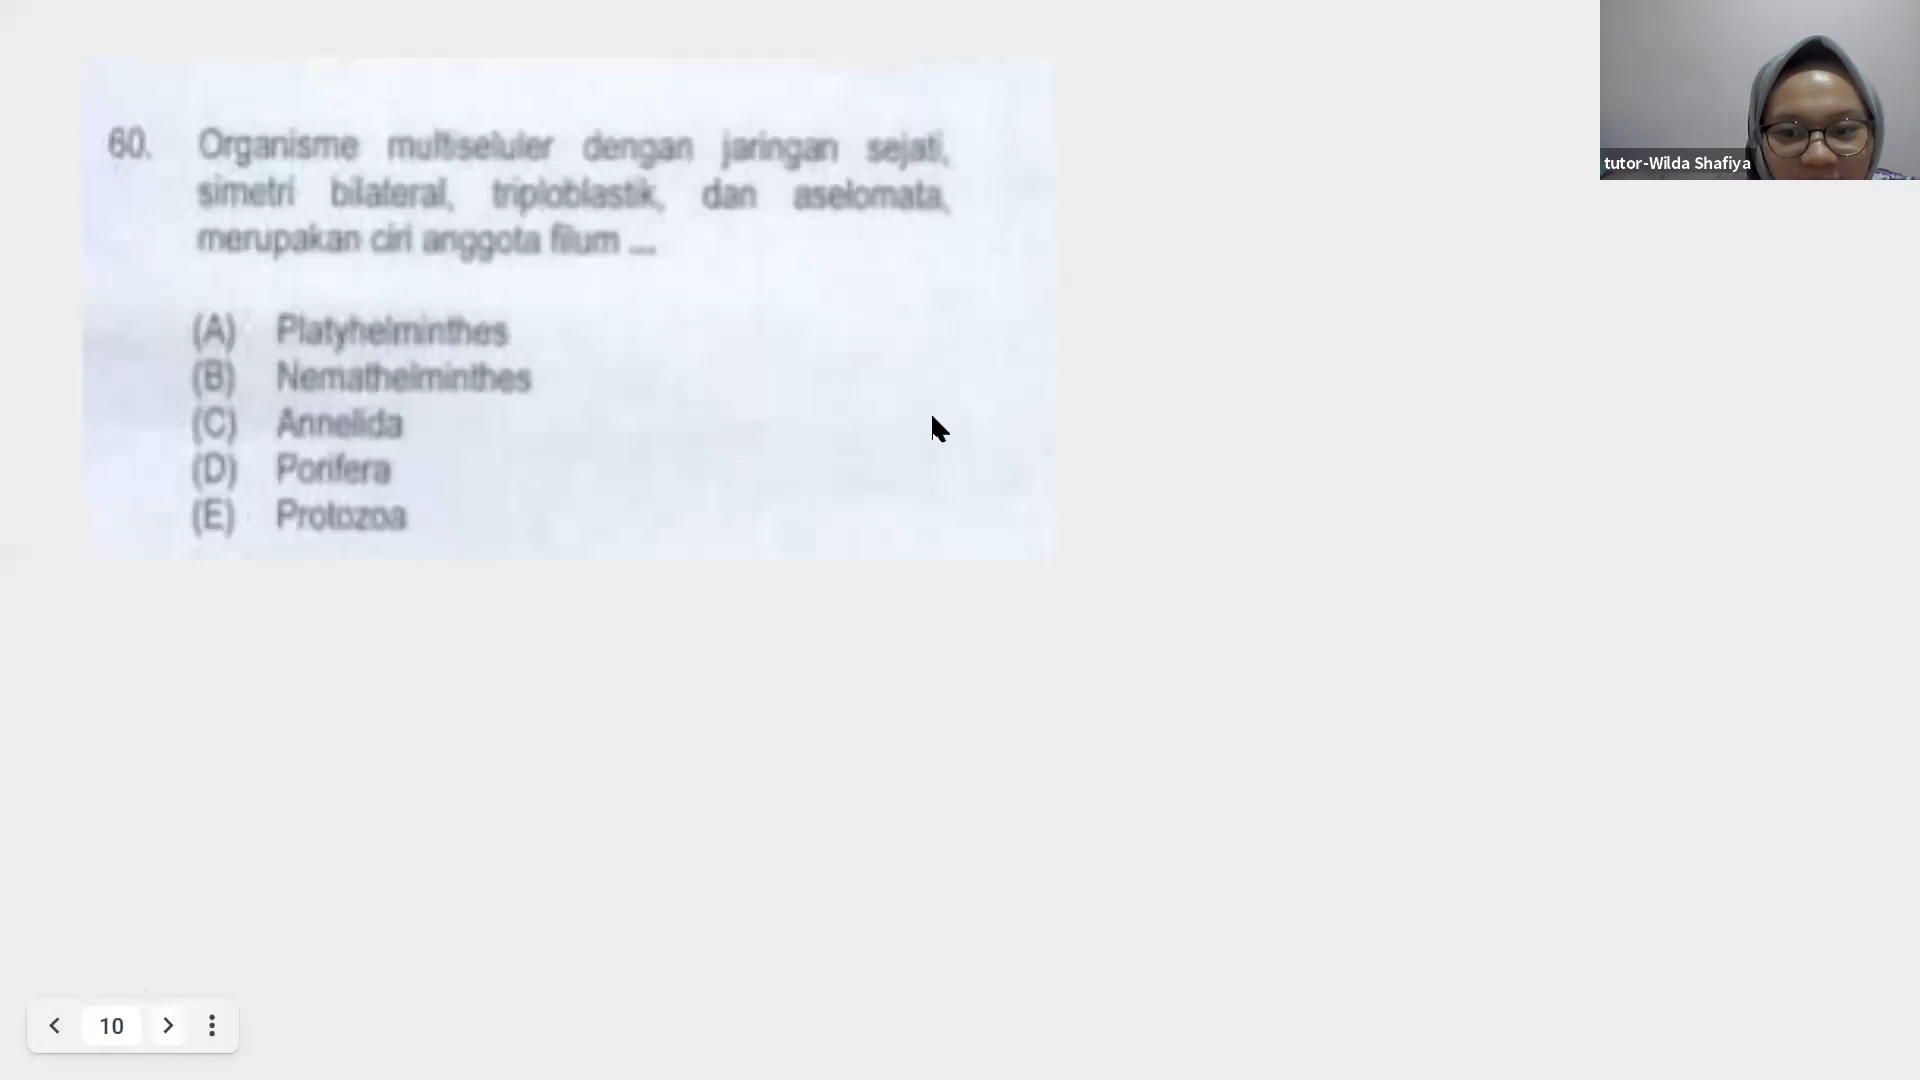 60. Organisme multiseluler dengan jaringan sejati,
simetri bilateral, triploblastik, dan aselomata,
merupakan ciri anggota filum ....
(A) Platyhelminthes
(B) Nemathelminthes
(C) Annelida
(D) Porifera
(E) Protozoa
tutor-Wilda Shafiya
10